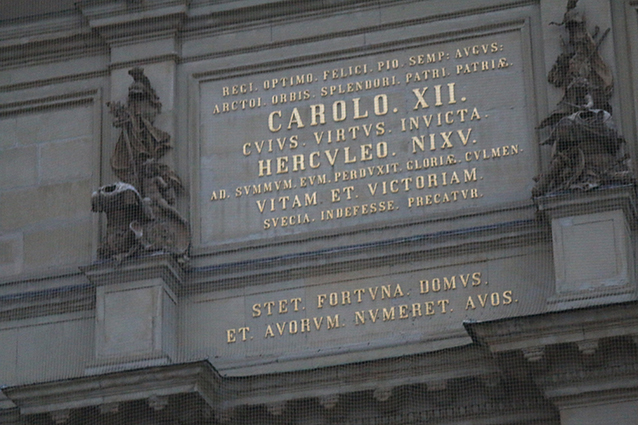 REGI. OPTIMO. FELICI. PIO. SEMP: AVGVS:
ARCTOI. ORBIS. SPLENDORI. PATRI. PATRIÆ.
CAROLO. XII.
CVIVS. VIRTVS. INVICTA.
HERCVLEO. NIXV.
AD. SVMMVM. EVM. PERDVXIT. GLORIÆ. CVLMEN.
VITAM. ET. VICTORIAM.
SVECIA. INDEFESSE. PRECATVR.
STET. FORTVNA. DOMVS.
ET. AVORVM. NVMERET. AVOS.